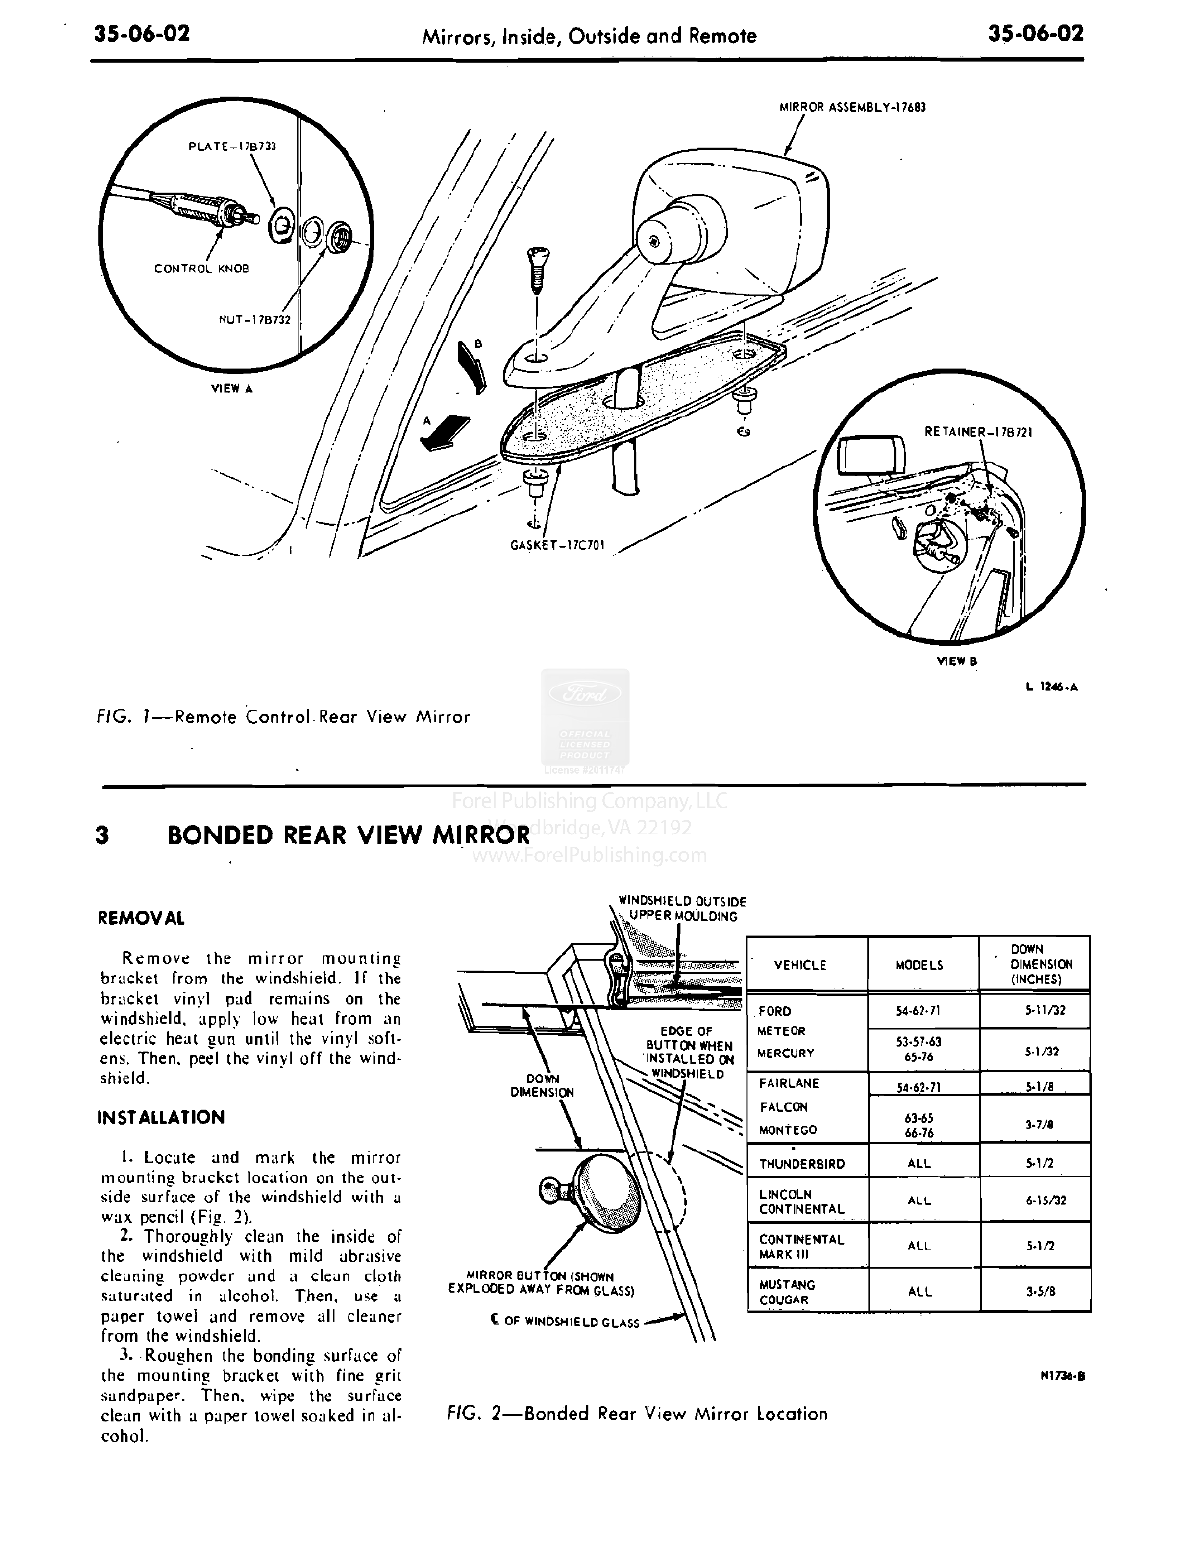 35-06-02
Mirrors, Inside, Outside and Remote
35-06-02
MIRROR ASSEMBLY-17683
PLATE-17B733
CONTROL KNOB
NUT-17B732
VIEW A
B
A
RETAINER-17B721
GASKET-17C701
VIEW B
L 1246-A
FIG. 1—Remote Control Rear View Mirror
Ford
OFFICIAL
LICENSED
PRODUCT
License #2611747
Forel Publishing Company, LLC
Woodbridge, VA 22192
www.ForelPublishing.com
3 BONDED REAR VIEW MIRROR
REMOVAL
Remove the mirror mounting
bracket from the windshield. If the
bracket vinyl pad remains on the
windshield, apply low heat from an
electric heat gun until the vinyl soft-
ens. Then, peel the vinyl off the wind-
shield.
INSTALLATION
1. Locate and mark the mirror
mounting bracket location on the out-
side surface of the windshield with a
wax pencil (Fig. 2).
2. Thoroughly clean the inside of
the windshield with mild abrasive
cleaning powder and a clean cloth
saturated in alcohol. Then, use a
paper towel and remove all cleaner
from the windshield.
3. Roughen the bonding surface of
the mounting bracket with fine grit
sandpaper. Then, wipe the surface
clean with a paper towel soaked in al-
cohol.
WINDSHIELD OUTSIDE
UPPER MOULDING
EDGE OF
BUTTON WHEN
INSTALLED ON
WINDSHIELD
DOWN
DIMENSION
MIRROR BUTTON (SHOWN
EXPLODED AWAY FROM GLASS)
℄ OF WINDSHIELD GLASS
VEHICLE MODELS DOWN
DIMENSION
(INCHES)
FORD 54-62-71 5-11/32
METEOR
MERCURY 53-57-63
65-76 5-1/32
FAIRLANE 54-62-71 5-1/8
FALCON
MONTEGO 63-65
66-76 3-7/8
THUNDERBIRD ALL 5-1/2
LINCOLN
CONTINENTAL ALL 6-15/32
CONTINENTAL
MARK III ALL 5-1/2
MUSTANG
COUGAR ALL 3-5/8
N1736-B
FIG. 2—Bonded Rear View Mirror Location